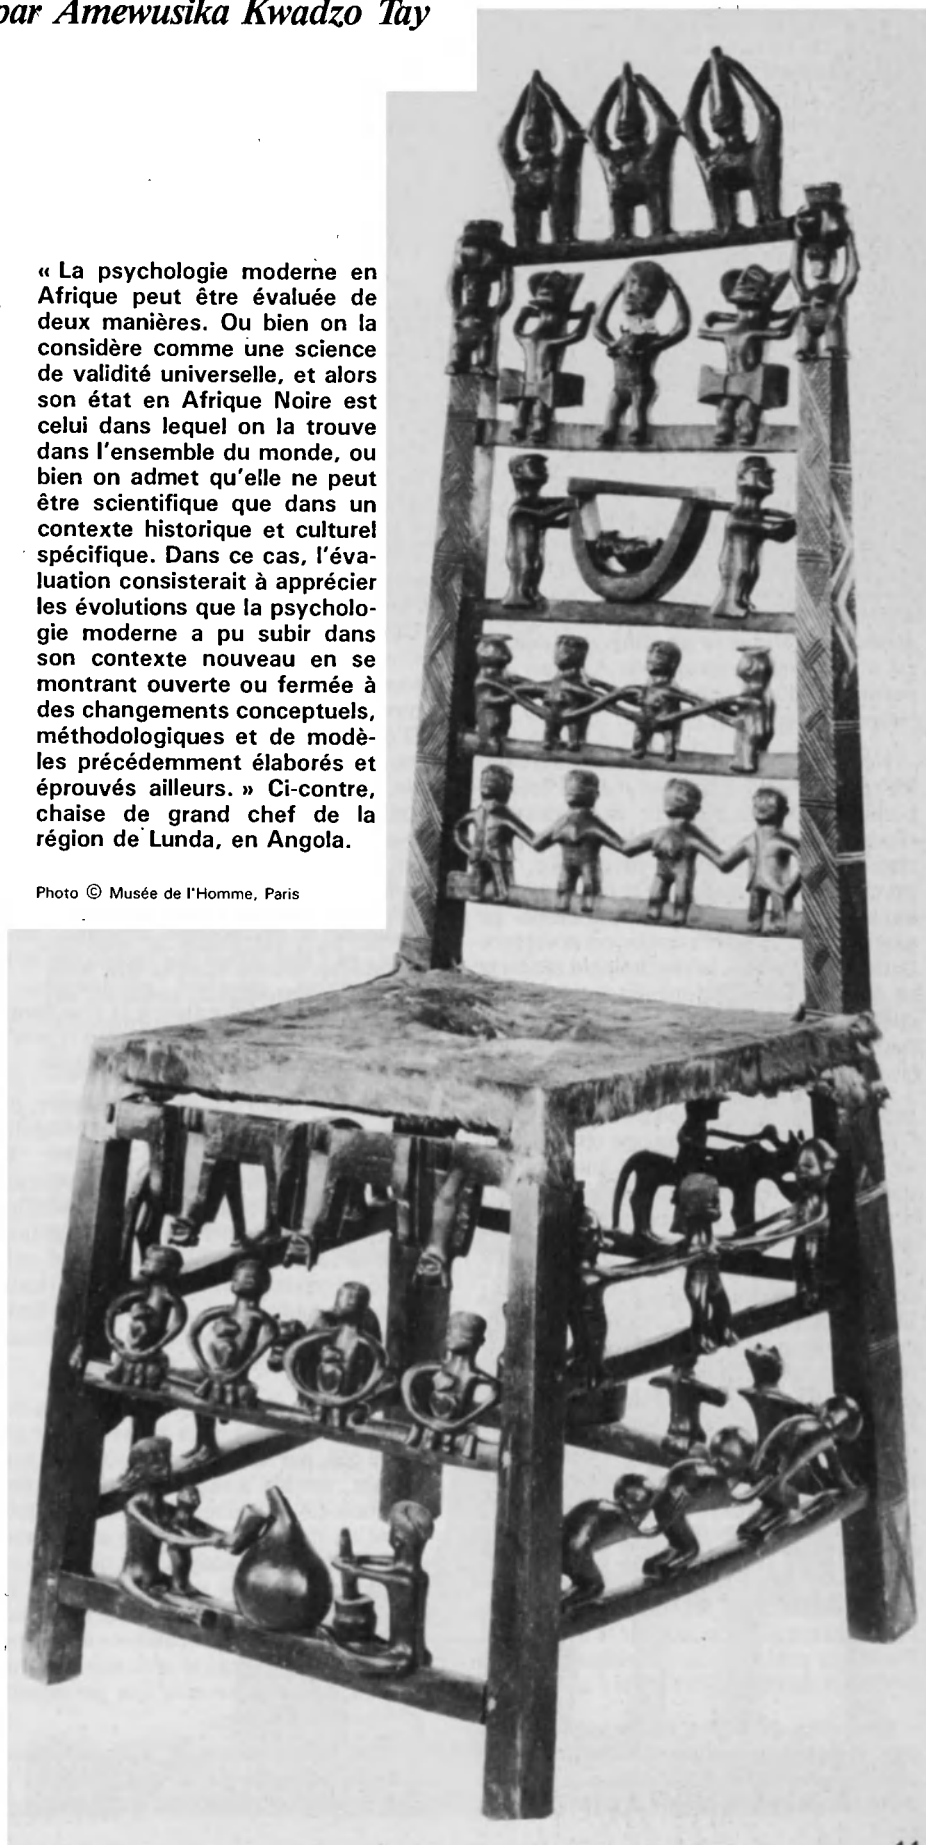 par Amewusika Kwadzo Tay
« La psychologie moderne en
Afrique peut être évaluée de
deux manières. Ou bien on la
considère comme une science
de validité universelle, et alors
son état en Afrique Noire est
celui dans lequel on la trouve
dans l'ensemble du monde, ou
bien on admet qu'elle ne peut
être scientifique que dans un
contexte historique et culturel
spécifique. Dans ce cas, l'éva-
luation consisterait à apprécier
les évolutions que la psycholo-
gie moderne a pu subir dans
son contexte nouveau en se
montrant ouverte ou fermée à
des changements conceptuels,
méthodologiques et de modè-
les précédemment élaborés et
éprouvés ailleurs. » Ci-contre,
chaise de grand chef de la
région de Lunda, en Angola.
Photo © Musée de l'Homme, Paris